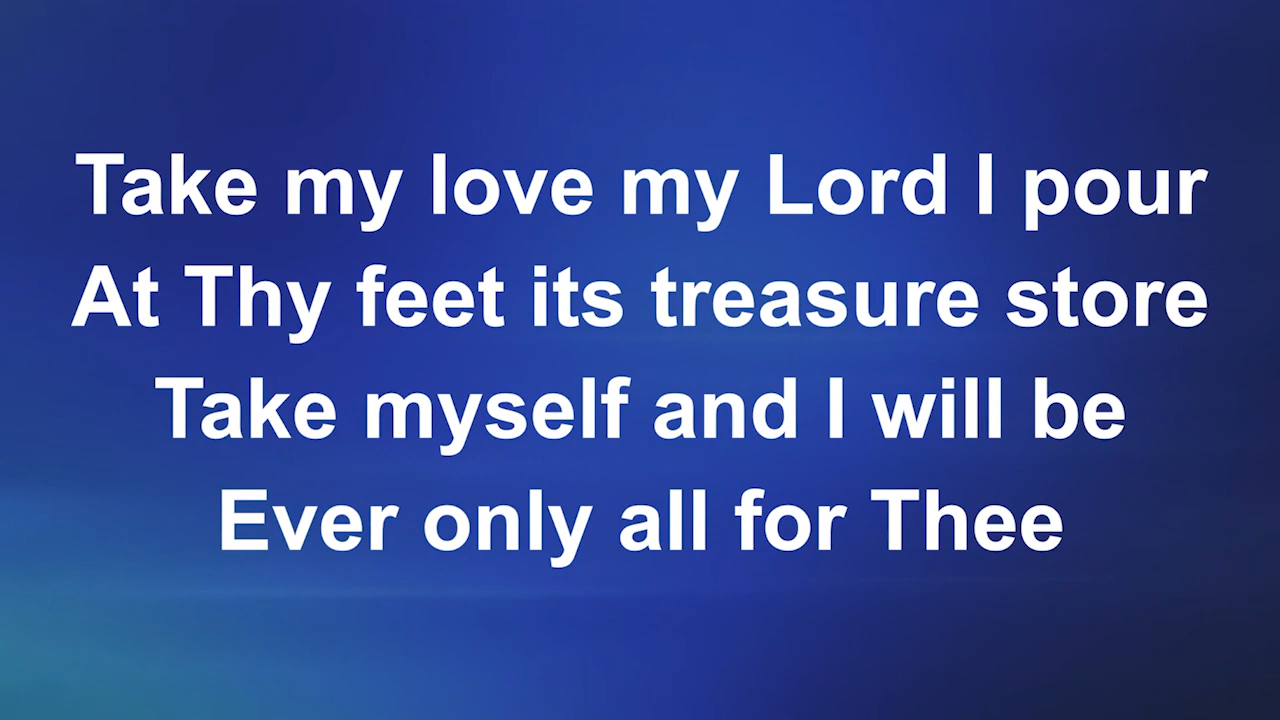 Take my love my Lord I pour
At Thy feet its treasure store
Take myself and I will be
Ever only all for Thee